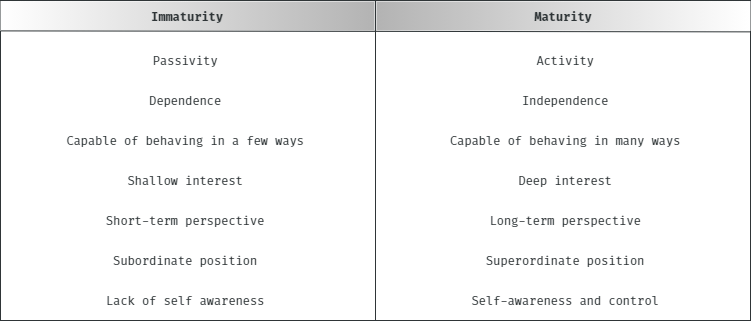 Immaturity Maturity
Passivity Activity
Dependence Independence
Capable of behaving in a few ways Capable of behaving in many ways
Shallow interest Deep interest
Short-term perspective Long-term perspective
Subordinate position Superordinate position
Lack of self awareness Self-awareness and control